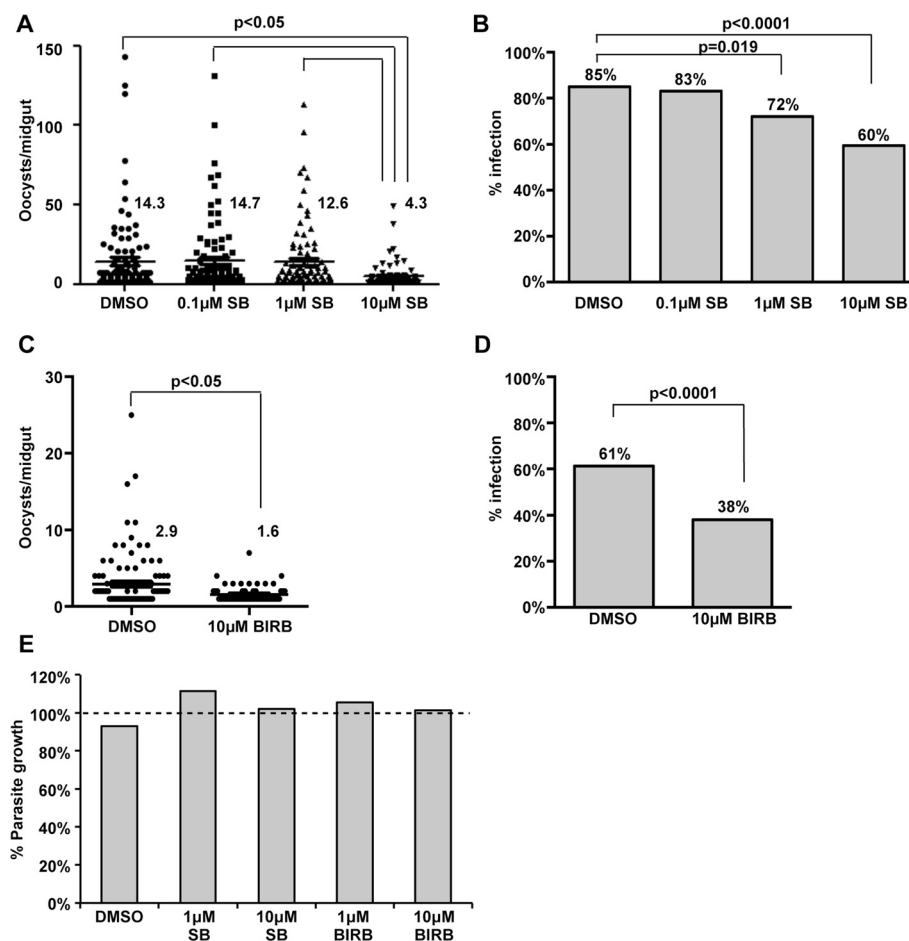 A
p<0.05
150
100
50
0
Oocysts/midgut
14.3
14.7
12.6
4.3
DMSO 0.1µM SB 1µM SB 10µM SB
B
p<0.0001
p=0.019
100%
80%
60%
40%
20%
0%
% infection
85%
83%
72%
60%
DMSO 0.1µM SB 1µM SB 10µM SB
C
p<0.05
30
20
10
0
Oocysts/midgut
2.9
1.6
DMSO 10µM BIRB
D
p<0.0001
100%
80%
60%
40%
20%
0%
% infection
61%
38%
DMSO 10µM BIRB
E
120%
100%
80%
60%
40%
20%
0%
% Parasite growth
DMSO
1µM
SB
10µM
SB
1µM
BIRB
10µM
BIRB